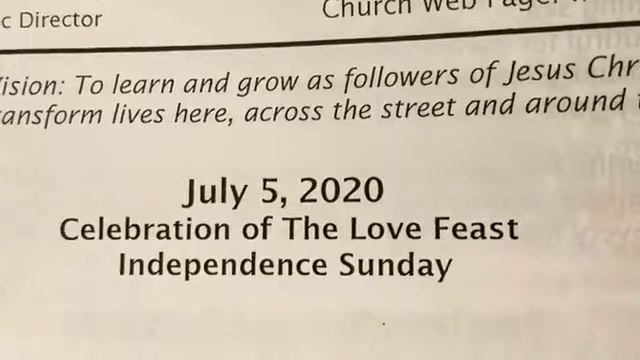 c Director
Church Web Page
ision: To learn and grow as followers of Jesus Chr
ansform lives here, across the street and around
July 5, 2020
Celebration of The Love Feast
Independence Sunday